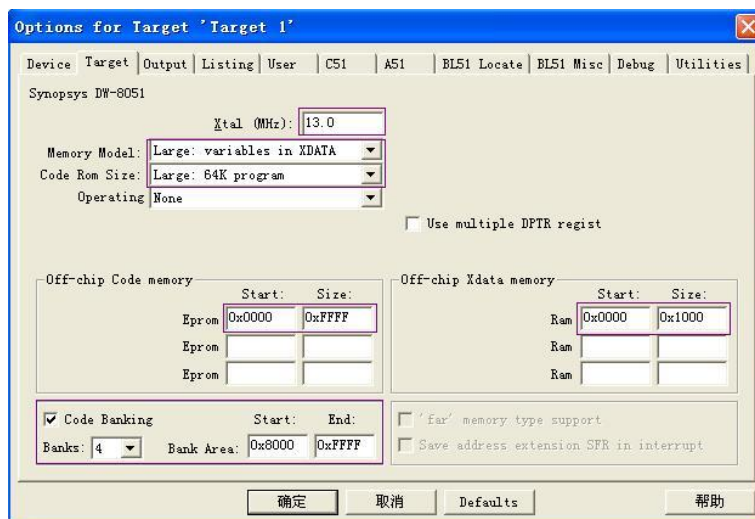 Options for Target 'Target 1'
Device Target Output Listing User C51 A51 BL51 Locate BL51 Misc Debug Utilities
Synopsys DW-8051
Xtal (MHz): 13.0
Memory Model: Large: variables in XDATA
Code Rom Size: Large: 64K program
Operating None
Use multiple DPTR regist
Off-chip Code memory
Start: Size:
Eprom 0x0000 0xFFFF
Eprom
Eprom
Off-chip Xdata memory
Start: Size:
Ram 0x0000 0x1000
Ram
Ram
Code Banking Start: End:
Banks: 4 Bank Area: 0x8000 0xFFFF
'far' memory type support
Save address extension SFR in interrupt
确定 取消 Defaults 帮助